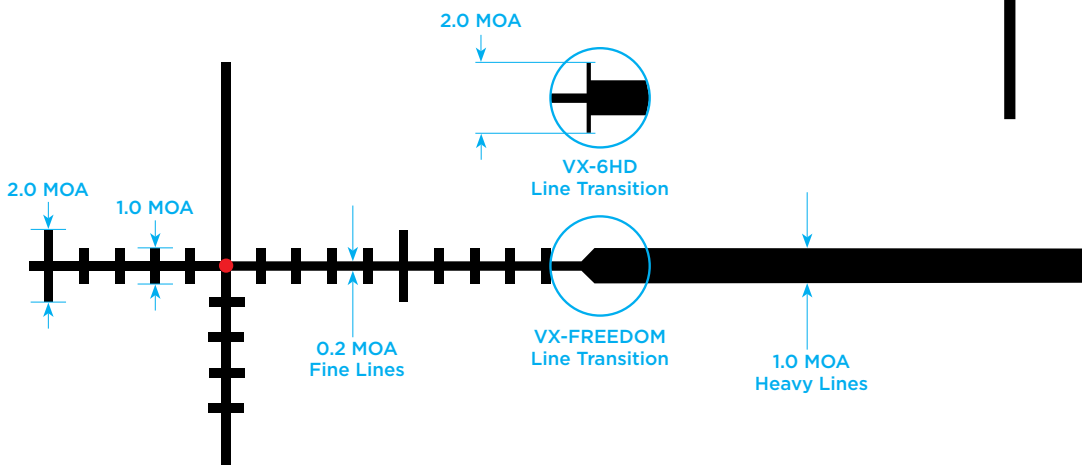 2.0 MOA
VX-6HD
Line Transition
2.0 MOA
1.0 MOA
0.2 MOA
Fine Lines
VX-FREEDOM
Line Transition
1.0 MOA
Heavy Lines